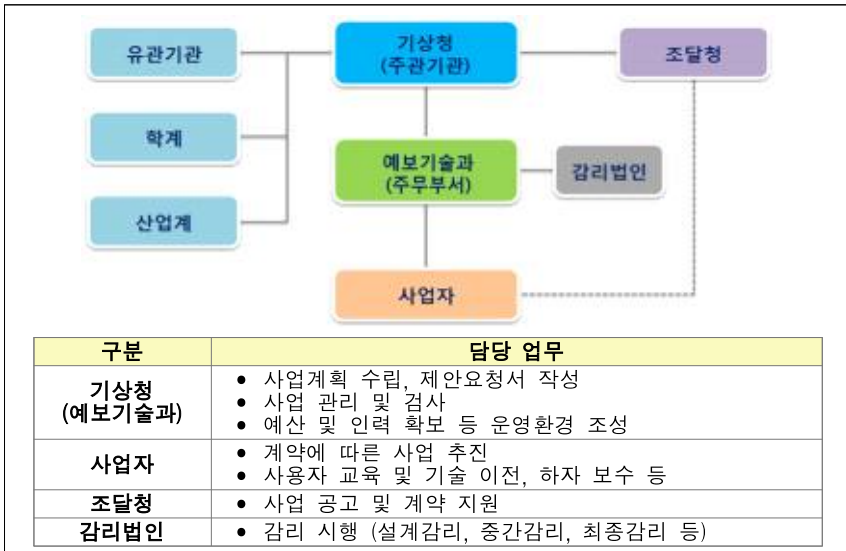 유관기관
기상청
(주관기관)
조달청
학계
예보기술과
(주무부서)
감리법인
산업계
사업자
구분 담당 업무
기상청
(예보기술과)
• 사업계획 수립, 제안요청서 작성
• 사업 관리 및 검사
• 예산 및 인력 확보 등 운영환경 조성
사업자
• 계약에 따른 사업 추진
• 사용자 교육 및 기술 이전, 하자 보수 등
조달청 • 사업 공고 및 계약 지원
감리법인 • 감리 시행 (설계감리, 중간감리, 최종감리 등)